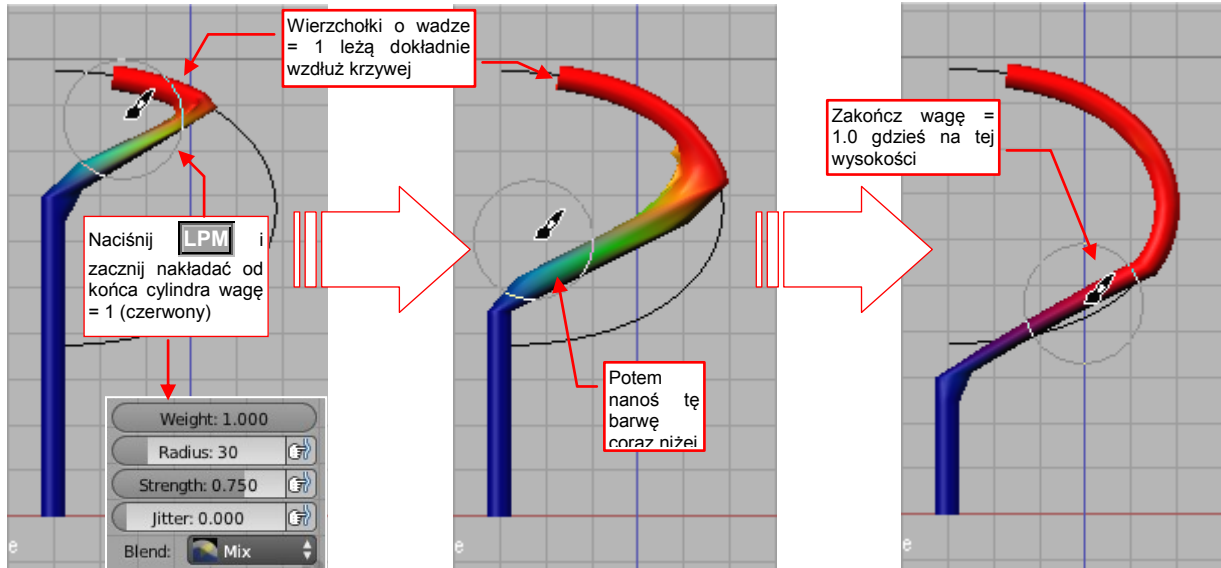 Wierzchołki o wadze
= 1 leżą dokładnie
wzdłuż krzywej
Naciśnij LPM i
zacznij nakładać od
końca cylindra wagę
= 1 (czerwony)
Weight: 1.000
Radius: 30
Strength: 0.750
Jitter: 0.000
Blend: Mix
e
Potem
nanoś tę
barwę
coraz niżej
e
Zakończ wagę =
1.0 gdzieś na tej
wysokości
e